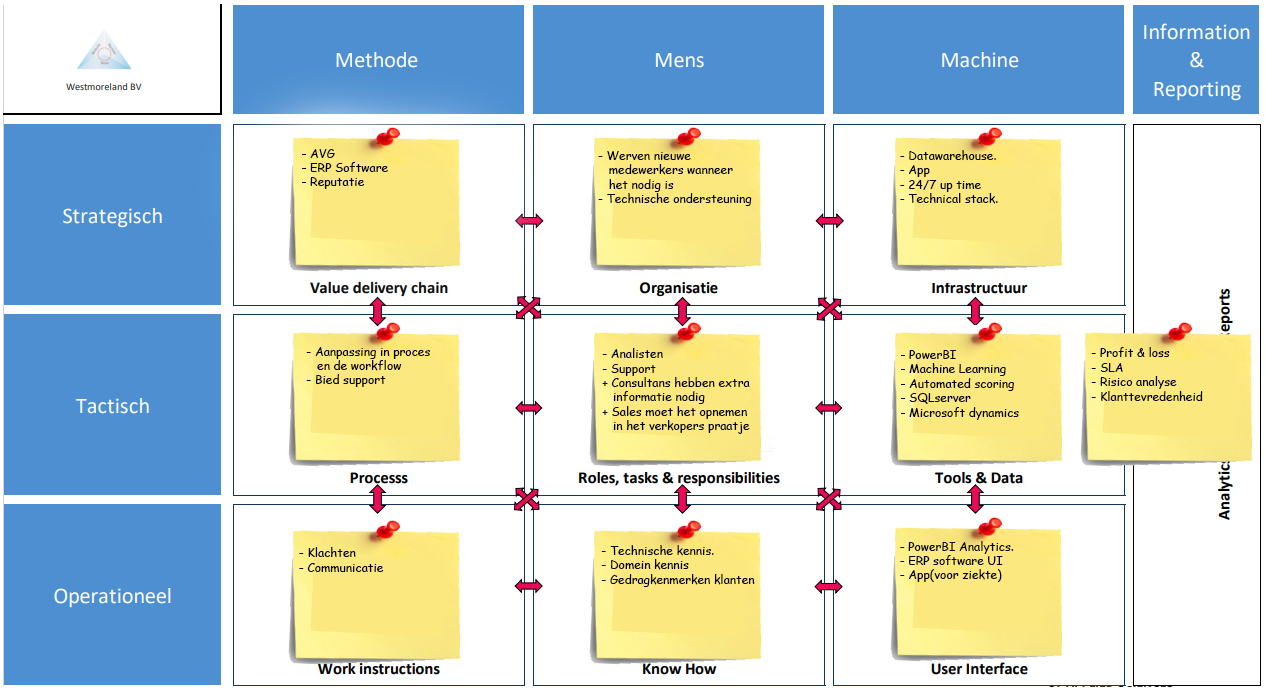 Westmoreland BV
Methode
Mens
Machine
Information
&
Reporting
Strategisch
- AVG
- ERP Software
- Reputatie
Value delivery chain
- Werven nieuwe
medewerkers wanneer
het nodig is
- Technische ondersteuning
Organisatie
- Datawarehouse.
- App
- 24/7 up time
- Technical stack.
Infrastructuur
Tactisch
- Aanpassing in proces
en de workflow
- Bied support
Processs
- Analisten
- Support
+ Consultans hebben extra
informatie nodig
+ Sales moet het opnemen
in het verkopers praatje
Roles, tasks & responsibilities
- PowerBI
- Machine Learning
- Automated scoring
- SQLserver
- Microsoft dynamics
Tools & Data
- Profit & loss
- SLA
- Risico analyse
- Klanttevredenheid
Analytics
Operationeel
- Klachten
- Communicatie
Work instructions
- Technische kennis.
- Domein kennis
- Gedragkenmerken klanten
Know How
- PowerBI Analytics.
- ERP software UI
- App(voor ziekte)
User Interface